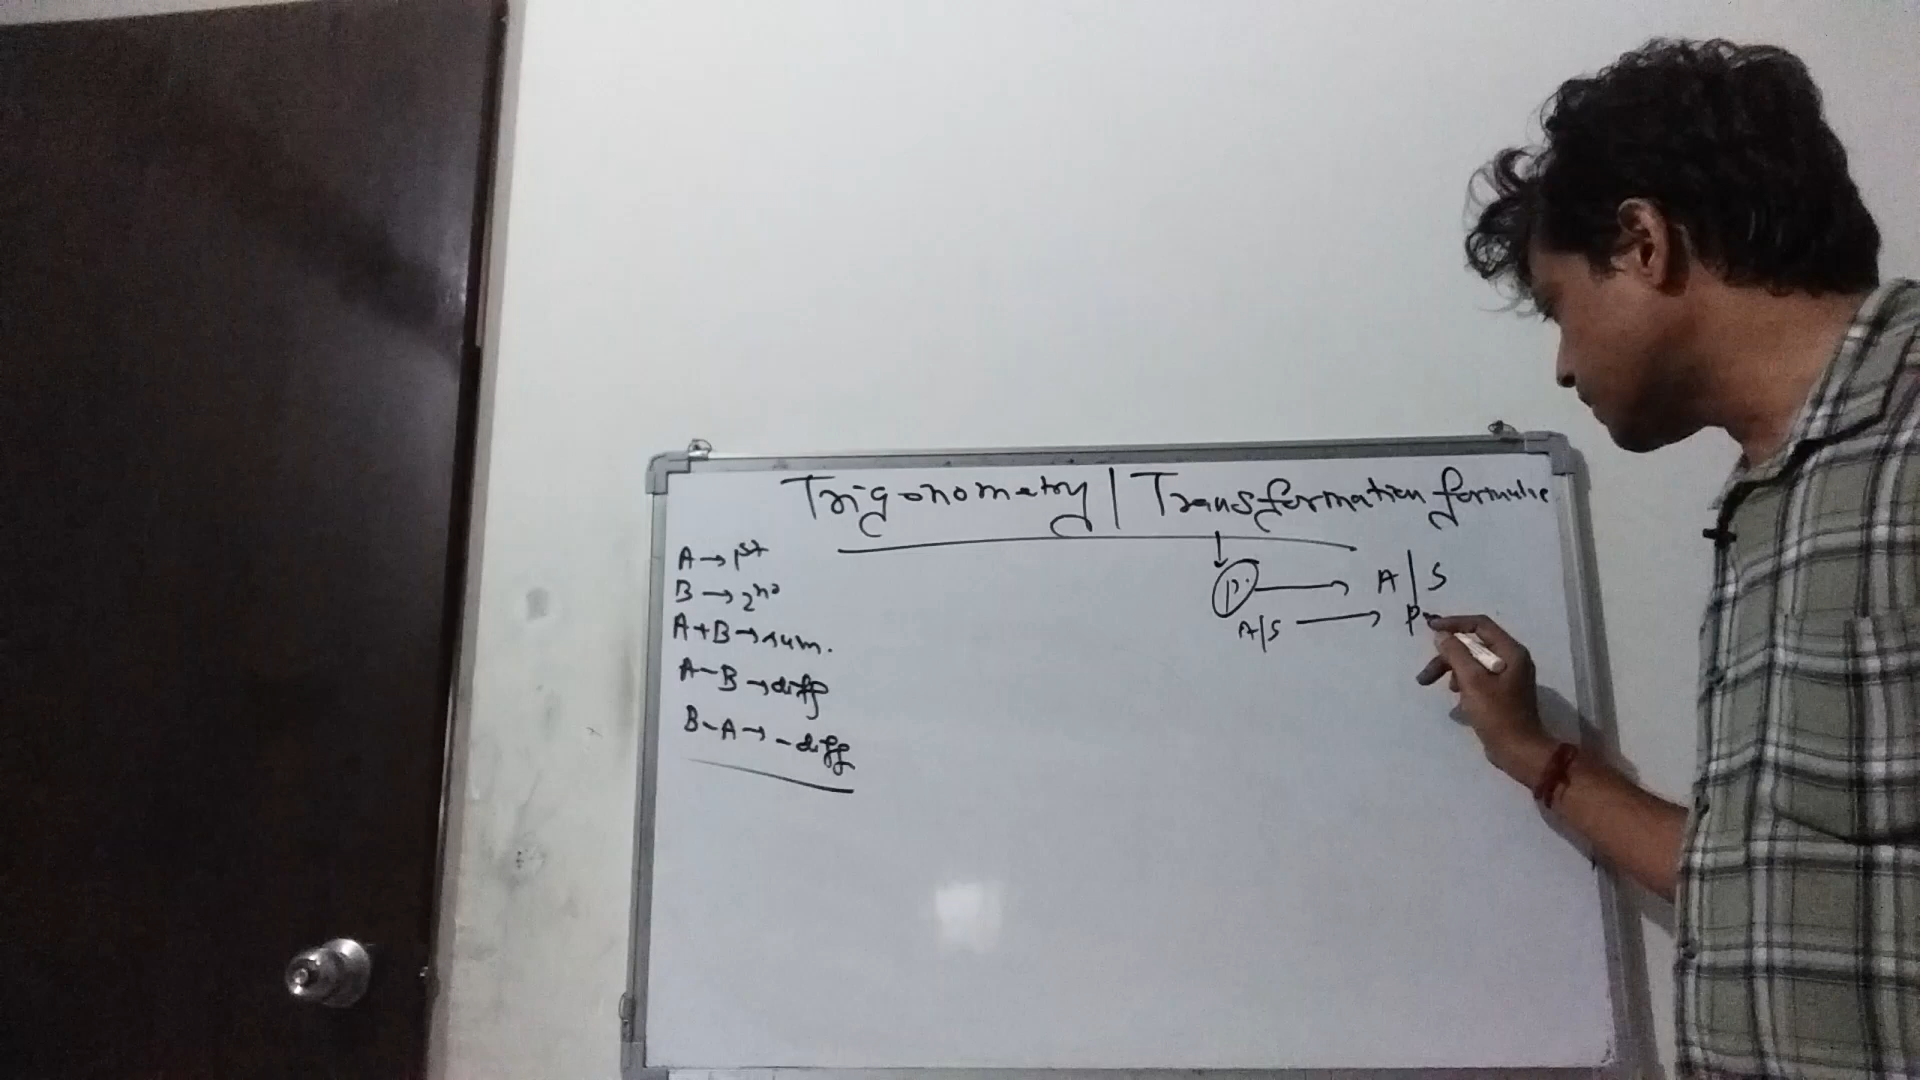 Trigonometry | Transformation formulae
A → 1st
B → 2nd
A+B → sum.
A-B → diff
B-A → -diff
P. → A | S
A|S → P